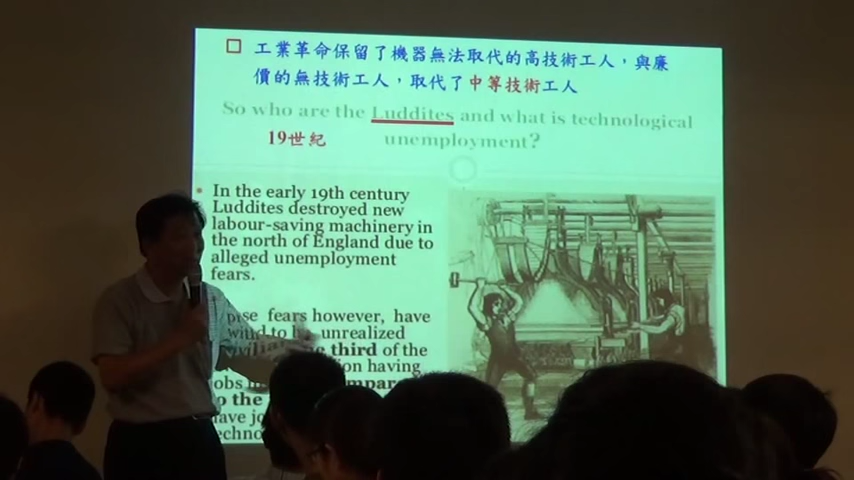 工業革命保留了機器無法取代的高技術工人，與廉
價的無技術工人，取代了中等技術工人
So who are the Luddites and what is technological
19世紀 unemployment?
In the early 19th century
Luddites destroyed new
labour-saving machinery in
the north of England due to
alleged unemployment
fears.
fears however, have
to unrealized
third of the
having
the